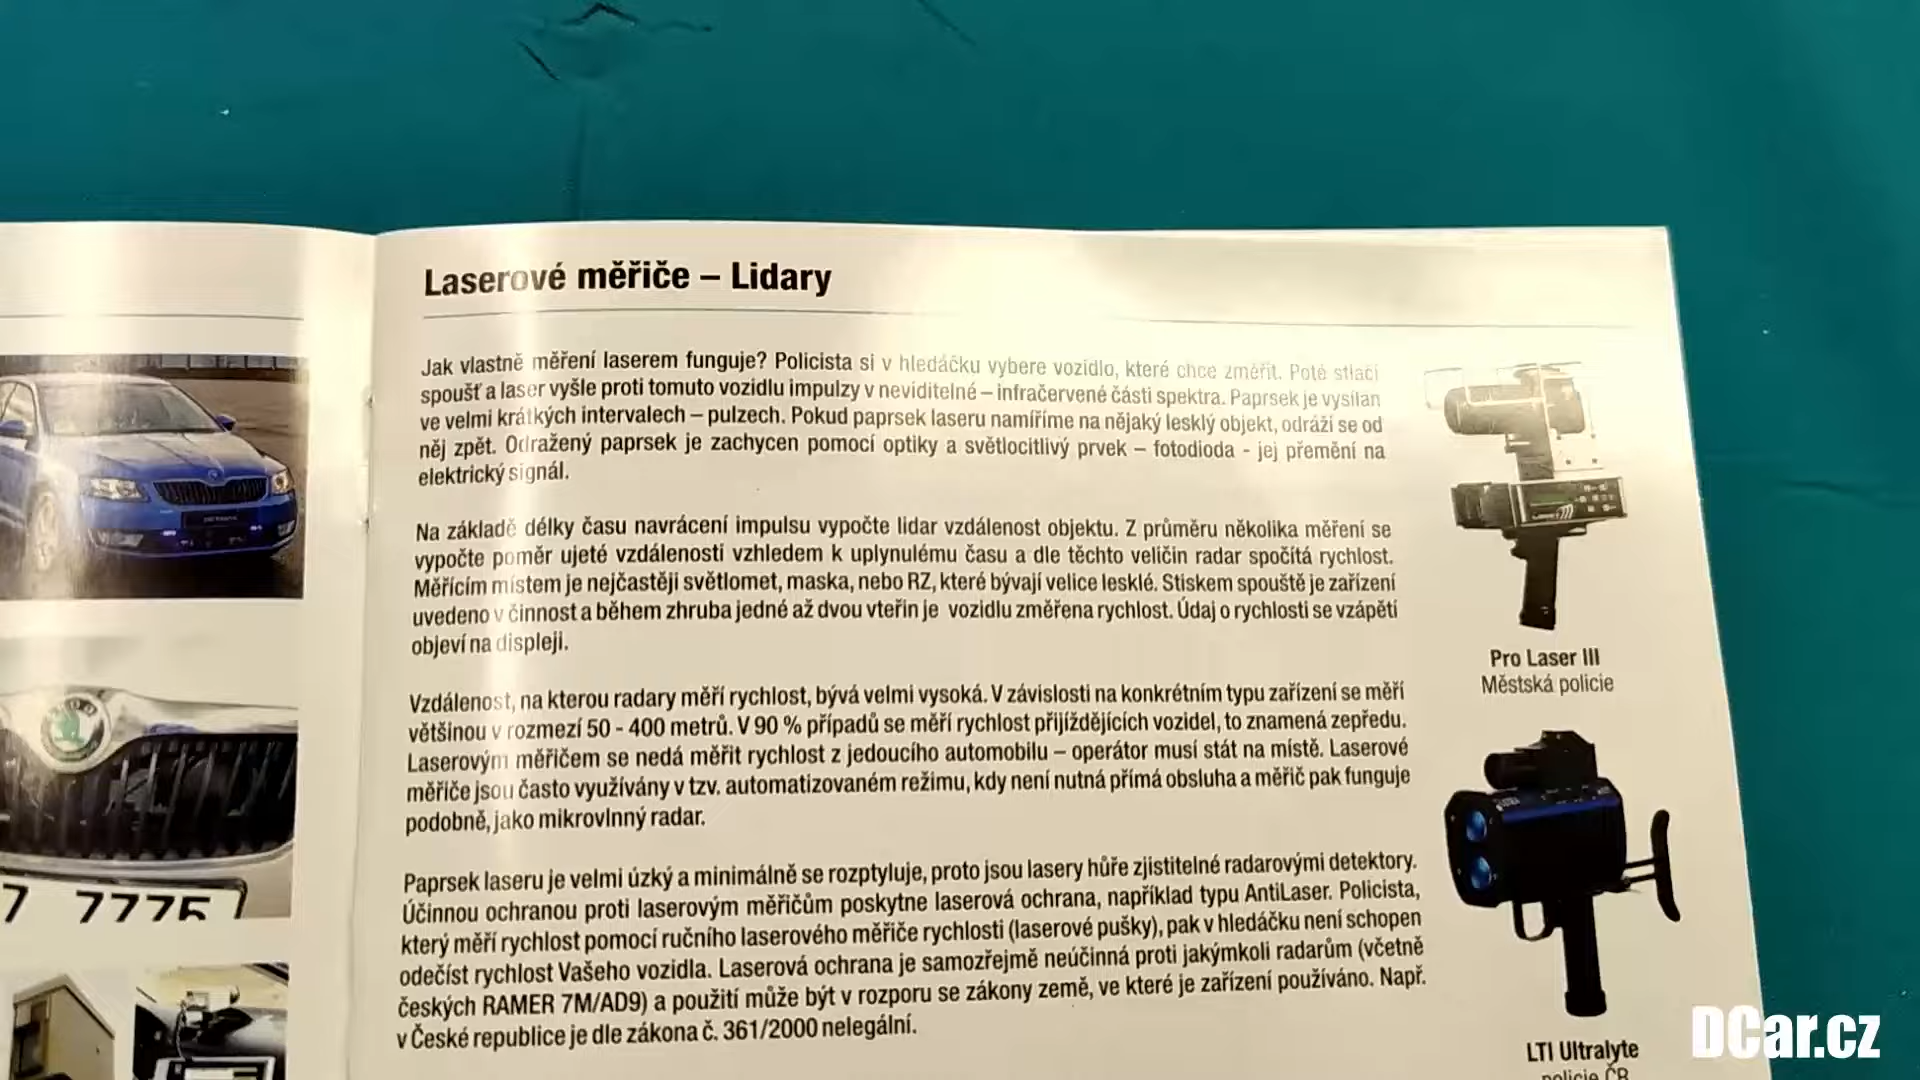 Laserové měřiče – Lidary
Jak vlastně měření laserem funguje? Policista si v hledáčku vybere vozidlo, které chce změřit. Poté stlačí
spoušť a laser vyšle proti tomuto vozidlu impulzy v neviditelné – infračervené části spektra. Paprsek je vysílán
ve velmi krátkých intervalech – pulzech. Pokud paprsek laseru namíříme na nějaký lesklý objekt, odráží se od
něj zpět. Odražený paprsek je zachycen pomocí optiky a světlocitlivý prvek – fotodioda - jej přemění na
elektrický signál.
Na základě délky času navrácení impulsu vypočte lidar vzdálenost objektu. Z průměru několika měření se
vypočte poměr ujeté vzdálenosti vzhledem k uplynulému času a dle těchto veličin radar spočítá rychlost.
Měřícím místem je nejčastěji světlomet, maska, nebo RZ, které bývají velice lesklé. Stiskem spouště je zařízení
uvedeno v činnost a během zhruba jedné až dvou vteřin je vozidlu změřena rychlost. Údaj o rychlosti se vzápětí
objeví na displeji.
Vzdálenost, na kterou radary měří rychlost, bývá velmi vysoká. V závislosti na konkrétním typu zařízení se měří
většinou v rozmezí 50 - 400 metrů. V 90 % případů se měří rychlost přijíždějících vozidel, to znamená zepředu.
Laserovým měřičem se nedá měřit rychlost z jedoucího automobilu – operátor musí stát na místě. Laserové
měřiče jsou často využívány v tzv. automatizovaném režimu, kdy není nutná přímá obsluha a měřič pak funguje
podobně, jako mikrovlnný radar.
Paprsek laseru je velmi úzký a minimálně se rozptyluje, proto jsou lasery hůře zjistitelné radarovými detektory.
Účinnou ochranou proti laserovým měřičům poskytne laserová ochrana, například typu AntiLaser. Policista,
který měří rychlost pomocí ručního laserového měřiče rychlosti (laserové pušky), pak v hledáčku není schopen
odečíst rychlost Vašeho vozidla. Laserová ochrana je samozřejmě neúčinná proti jakýmkoli radarům (včetně
českých RAMER 7M/AD9) a použití může být v rozporu se zákony země, ve které je zařízení používáno. Např.
v České republice je dle zákona č. 361/2000 nelegální.
Pro Laser III
Městská policie
LTI Ultralyte
policie ČR
7 7775
DCar.cz